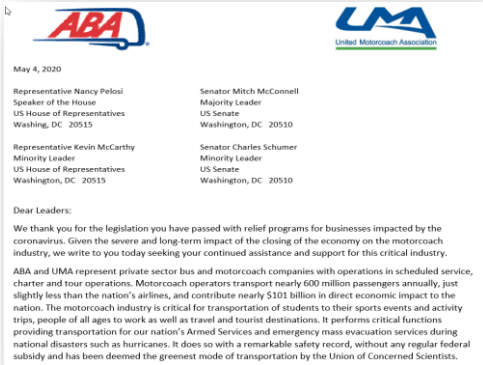 ABA
UMA
United Motorcoach Association
May 4, 2020
Representative Nancy Pelosi
Speaker of the House
US House of Representatives
Washing, DC 20515
Senator Mitch McConnell
Majority Leader
US Senate
Washington, DC 20510
Representative Kevin McCarthy
Minority Leader
US House of Representatives
Washington, DC 20515
Senator Charles Schumer
Minority Leader
US Senate
Washington, DC 20510
Dear Leaders:
We thank you for the legislation you have passed with relief programs for businesses impacted by the
coronavirus. Given the severe and long-term impact of the closing of the economy on the motorcoach
industry, we write to you today seeking your continued assistance and support for this critical industry.
ABA and UMA represent private sector bus and motorcoach companies with operations in scheduled service,
charter and tour operations. Motorcoach operators transport nearly 600 million passengers annually, just
slightly less than the nation's airlines, and contribute nearly $101 billion in direct economic impact to the
nation. The motorcoach industry is critical for transportation of students to their sports events and activity
trips, people of all ages to work as well as travel and tourist destinations. It performs critical functions
providing transportation for our nation's Armed Services and emergency mass evacuation services during
national disasters such as hurricanes. It does so with a remarkable safety record, without any regular federal
subsidy and has been deemed the greenest mode of transportation by the Union of Concerned Scientists.